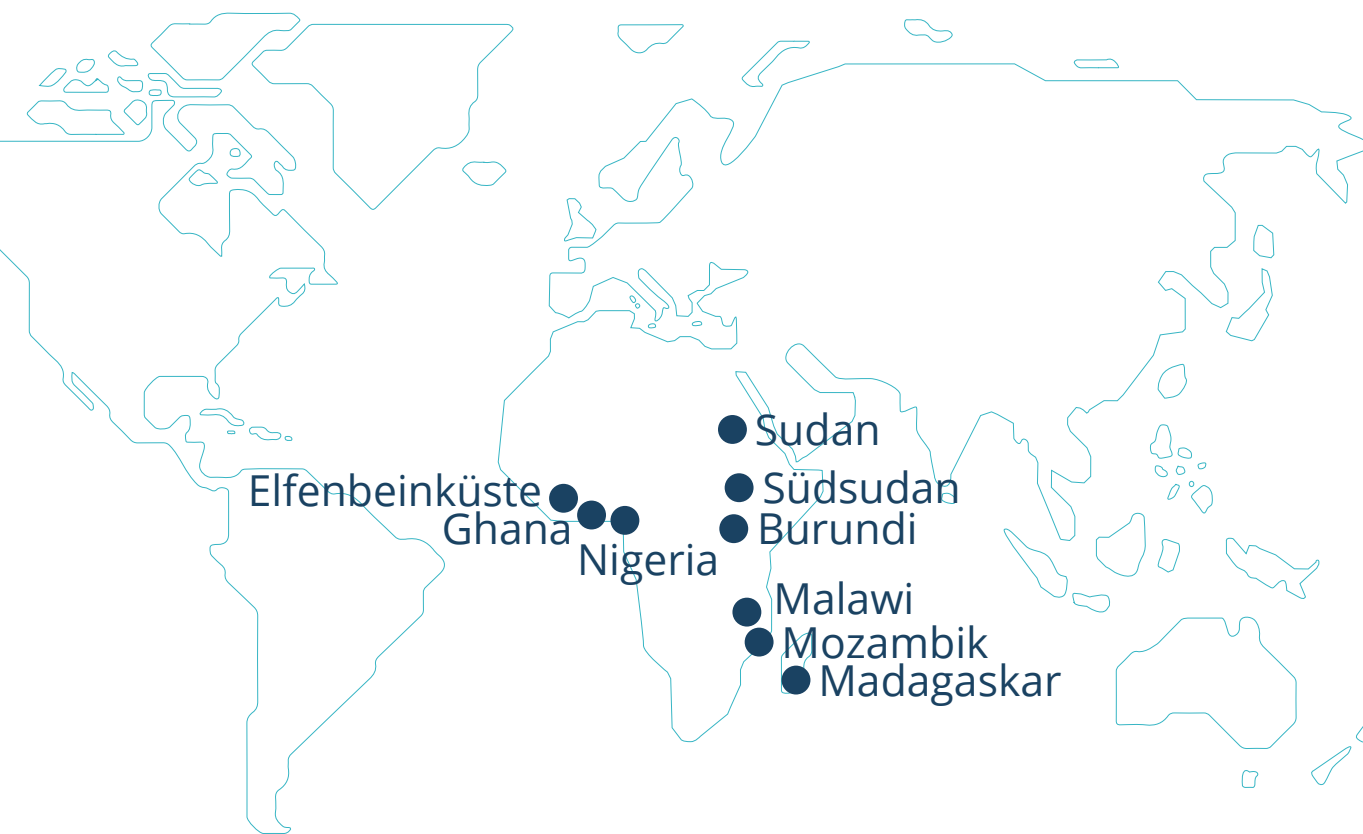 Sudan
Elfenbeinküste
Südsudan
Ghana
Burundi
Nigeria
Malawi
Mozambik
Madagaskar